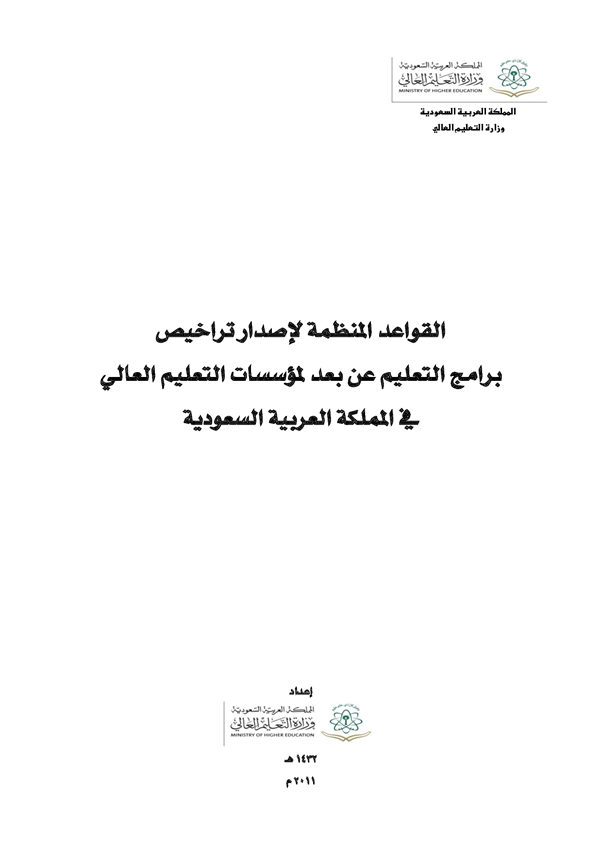 المملكة العربية السعودية
وزارة التعليم العالي
MINISTRY OF HIGHER EDUCATION
المملكة العربية السعودية
وزارة التعليم العالي
القواعد المنظمة لإصدار تراخيص
برامج التعليم عن بعد لمؤسسات التعليم العالي
في المملكة العربية السعودية
إعداد
المملكة العربية السعودية
وزارة التعليم العالي
MINISTRY OF HIGHER EDUCATION
١٤٣٢ هـ
٢٠١١ م